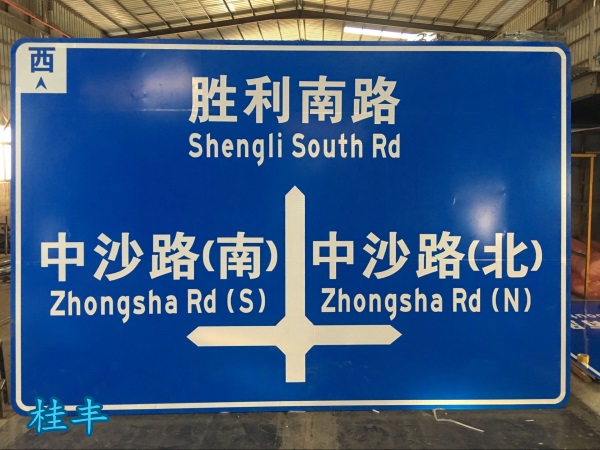 西
胜利南路
Shengli South Rd
中沙路(南)
Zhongsha Rd (S)
中沙路(北)
Zhongsha Rd (N)
桂丰